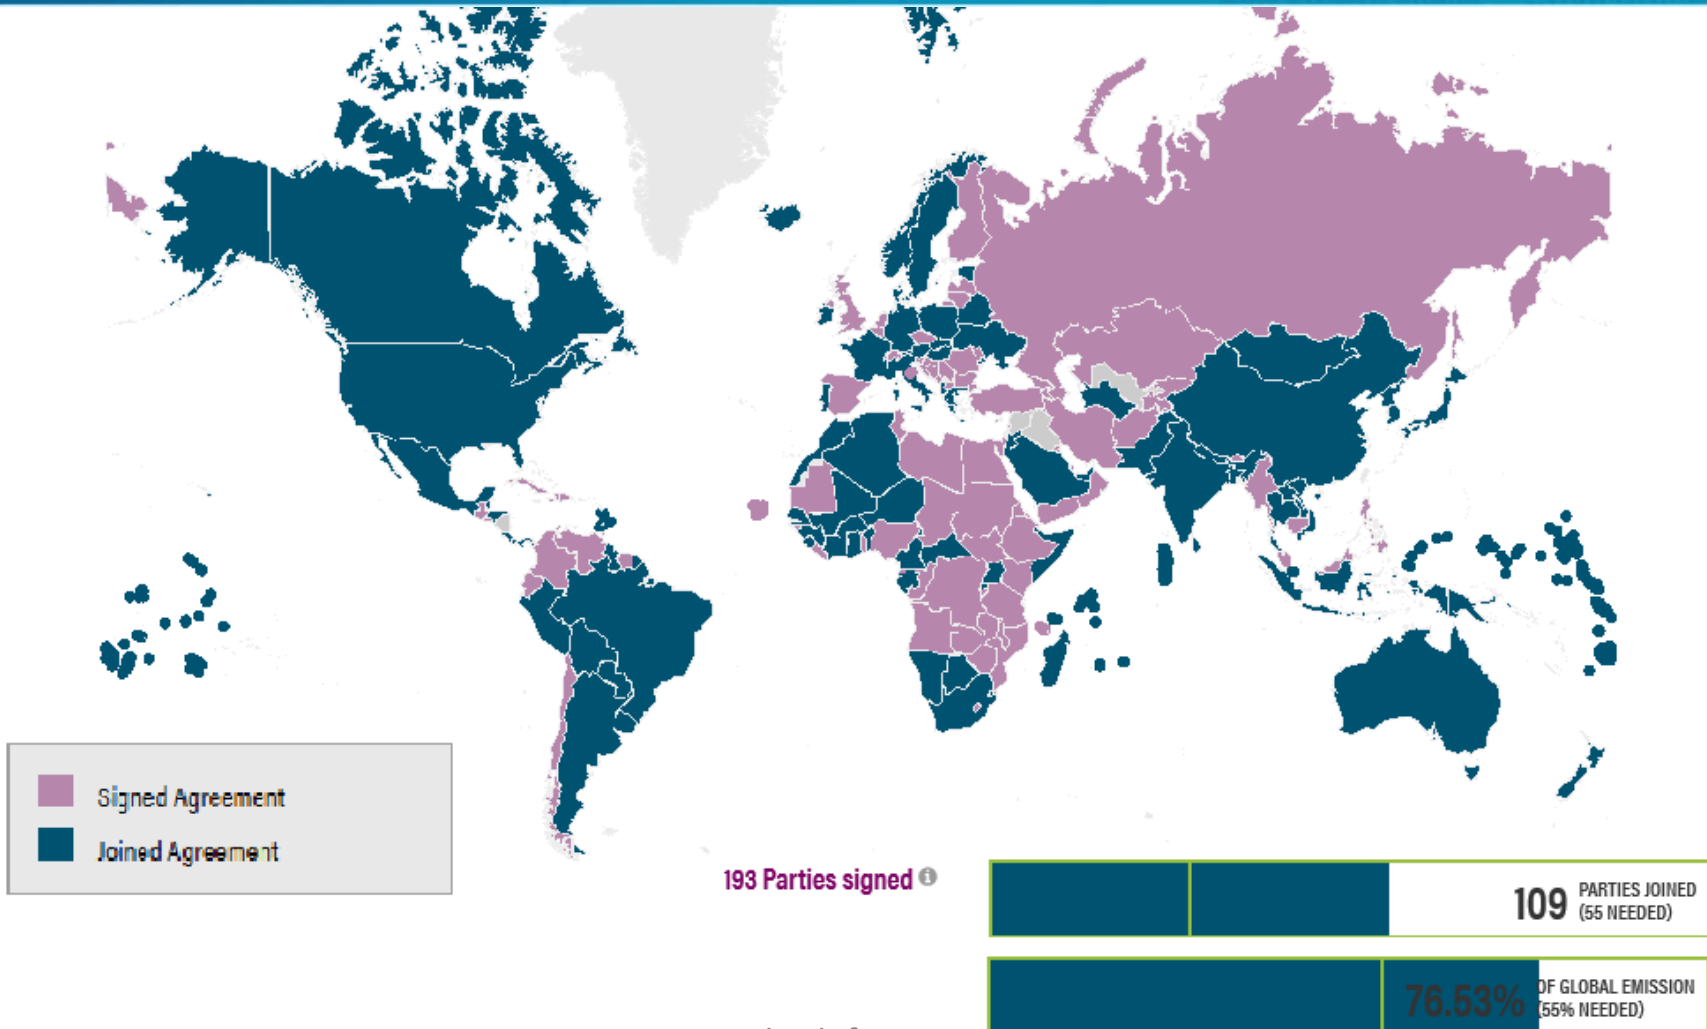 Signed Agreement
Joined Agreement
193 Parties signed
109 PARTIES JOINED
(55 NEEDED)
76.53% OF GLOBAL EMISSION
(55% NEEDED)